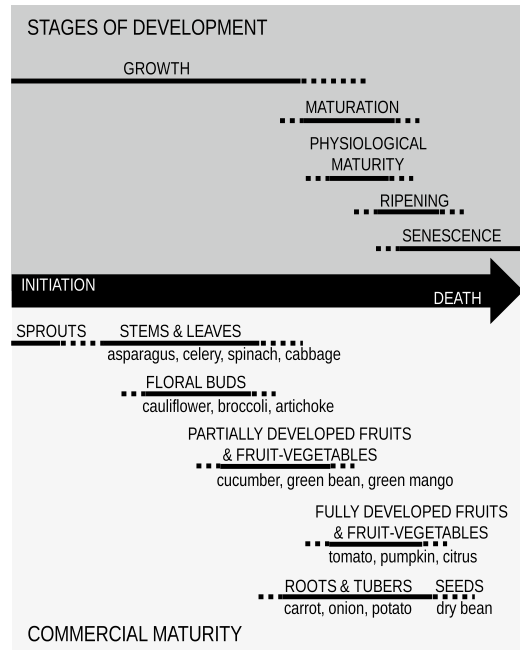 STAGES OF DEVELOPMENT
GROWTH
MATURATION
PHYSIOLOGICAL
MATURITY
RIPENING
SENESCENCE
INITIATION
DEATH
SPROUTS STEMS & LEAVES
asparagus, celery, spinach, cabbage
FLORAL BUDS
cauliflower, broccoli, artichoke
PARTIALLY DEVELOPED FRUITS
& FRUIT-VEGETABLES
cucumber, green bean, green mango
FULLY DEVELOPED FRUITS
& FRUIT-VEGETABLES
tomato, pumpkin, citrus
ROOTS & TUBERS SEEDS
carrot, onion, potato dry bean
COMMERCIAL MATURITY